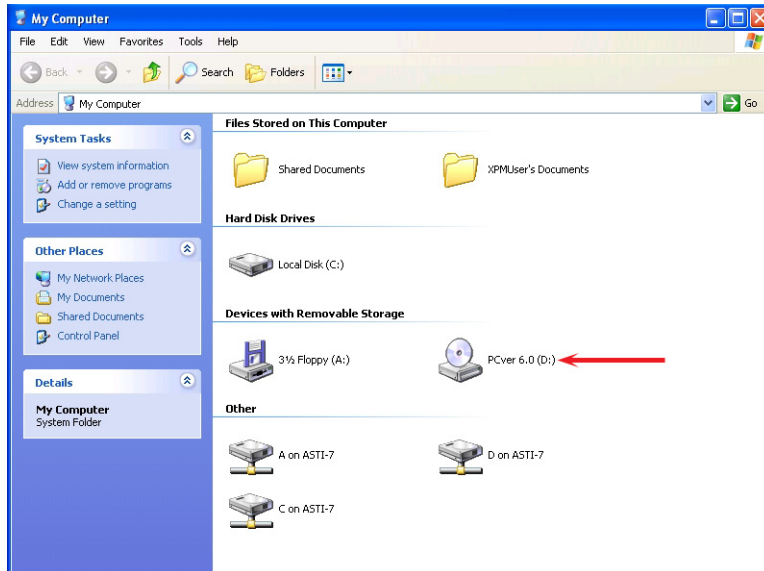 My Computer
File Edit View Favorites Tools Help
Back Search Folders
Address My Computer Go
System Tasks
View system information
Add or remove programs
Change a setting
Other Places
My Network Places
My Documents
Shared Documents
Control Panel
Details
My Computer
System Folder
Files Stored on This Computer
Shared Documents XPMUser's Documents
Hard Disk Drives
Local Disk (C:)
Devices with Removable Storage
3½ Floppy (A:) PCver 6.0 (D:)
Other
A on ASTI-7 D on ASTI-7
C on ASTI-7